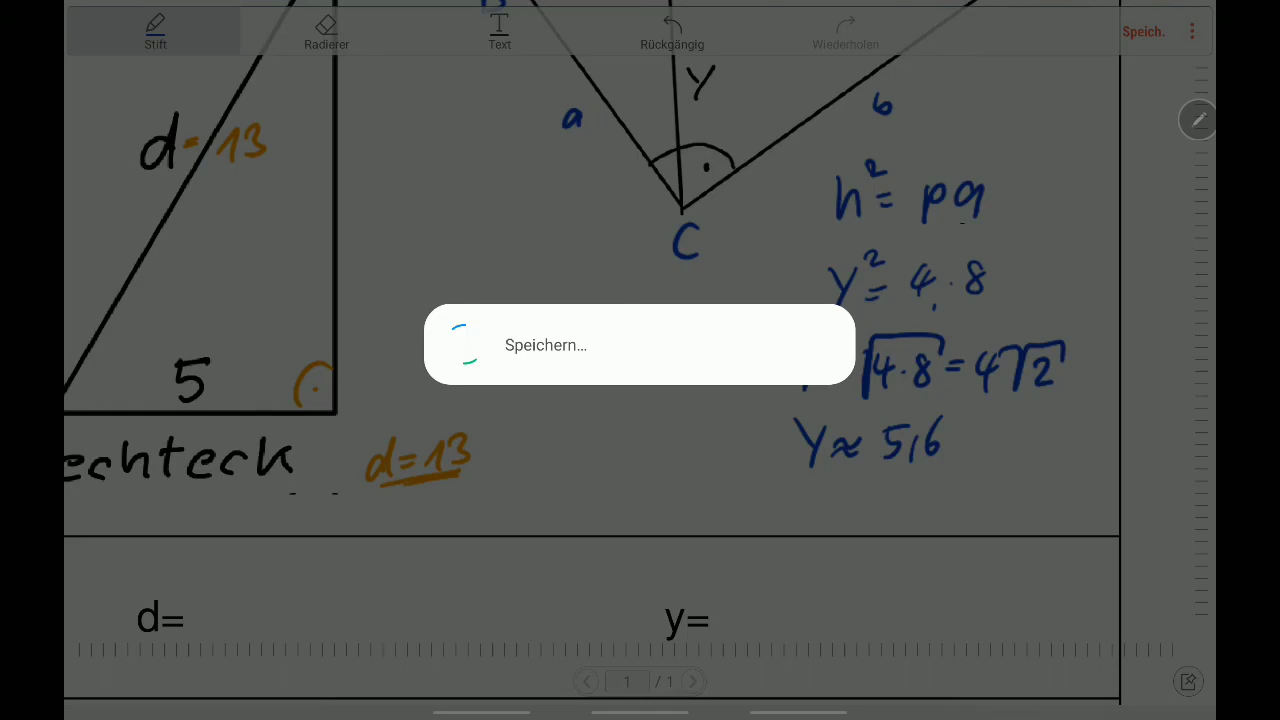 Stift Radierer Text Rückgängig Wiederholen Speich.
d = 13
a
Y
b
C
h² = pq
y² = 4 · 8
Speichern...
√4·8 = 4√2
Y ≈ 5,6
5
echteck
d = 13
d=
y=
1 / 1